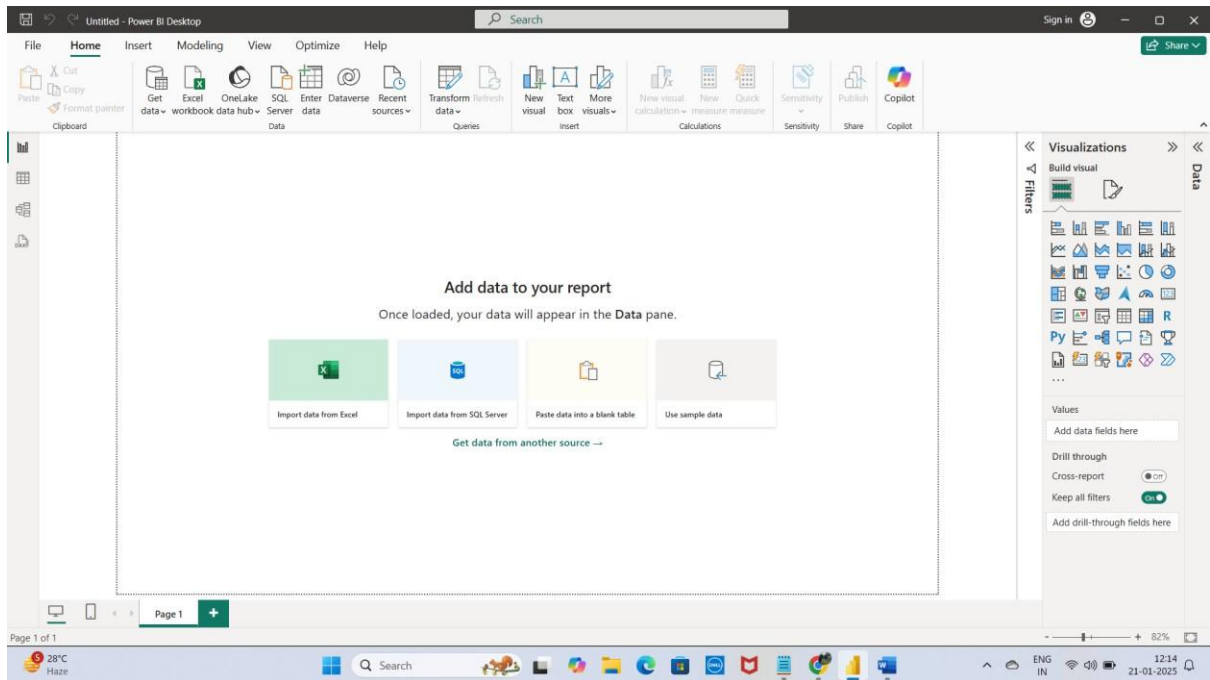 Untitled - Power BI Desktop
Search
Sign in
File Home Insert Modeling View Optimize Help
Share
Paste
Cut
Copy
Format painter
Clipboard
Get data
Excel workbook
OneLake data hub
SQL Server
Enter data
Dataverse
Recent sources
Data
Transform data
Refresh
Queries
New visual
Text box
More visuals
Insert
New visual calculation
New measure
Quick measure
Calculations
Sensitivity
Sensitivity
Publish
Share
Copilot
Copilot
Filters
Visualizations
Build visual
Data
R
Py
...
Values
Add data fields here
Drill through
Cross-report
Off
Keep all filters
On
Add drill-through fields here
Add data to your report
Once loaded, your data will appear in the Data pane.
SQL
Import data from Excel
Import data from SQL Server
Paste data into a blank table
Use sample data
Get data from another source →
Page 1
+
Page 1 of 1
- + 82%
5
28°C
Haze
Search
ENG
IN
12:14
21-01-2025